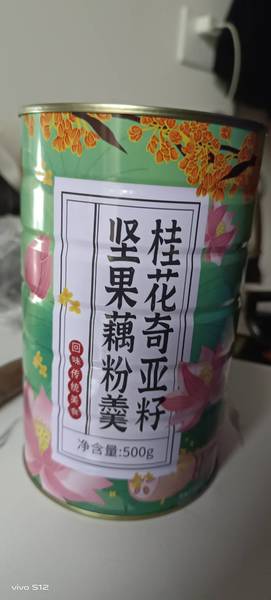 桂花奇亚籽
坚果藕粉羹
回味传统美食
净含量:500g
vivo S12